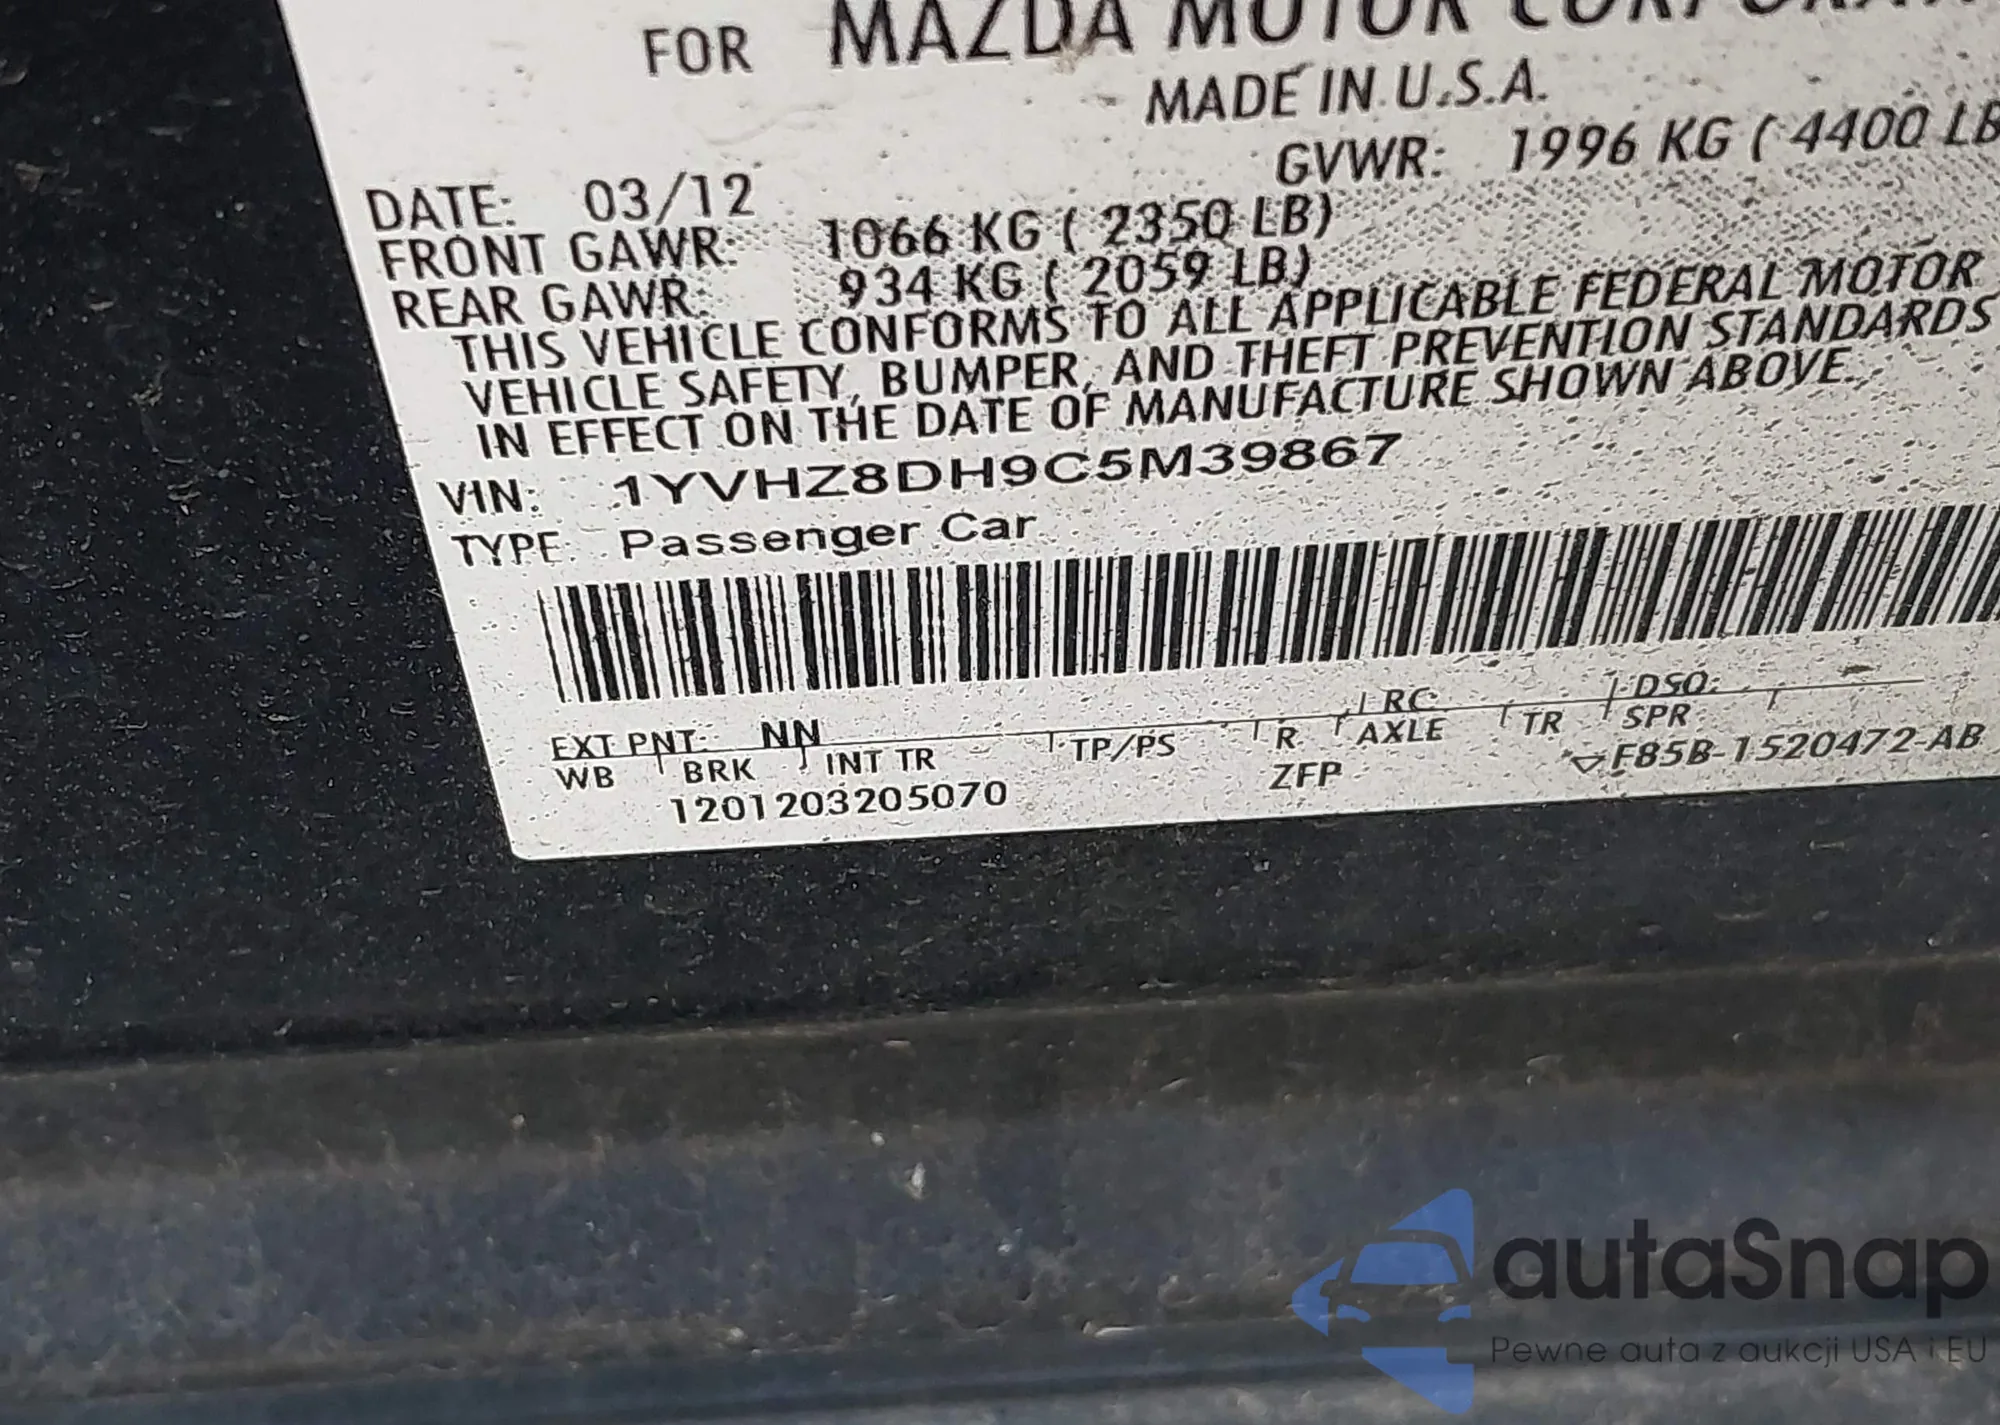 FOR MAZDA MOTOR CORPORA
MADE IN U.S.A.
GVWR: 1996 KG ( 4400 LB
DATE: 03/12
FRONT GAWR: 1066 KG ( 2350 LB)
REAR GAWR: 934 KG ( 2059 LB)
THIS VEHICLE CONFORMS TO ALL APPLICABLE FEDERAL MOTOR
VEHICLE SAFETY, BUMPER, AND THEFT PREVENTION STANDARDS
IN EFFECT ON THE DATE OF MANUFACTURE SHOWN ABOVE.
VIN: 1YVHZ8DH9C5M39867
TYPE: Passenger Car
EXT PNT: NN RC: DSO:
WB BRK INT TR TP/PS R AXLE TR SPR
1201203205070 ZFP F85B-1520472-AB
autaSnap
Pewne auta z aukcji USA i EU